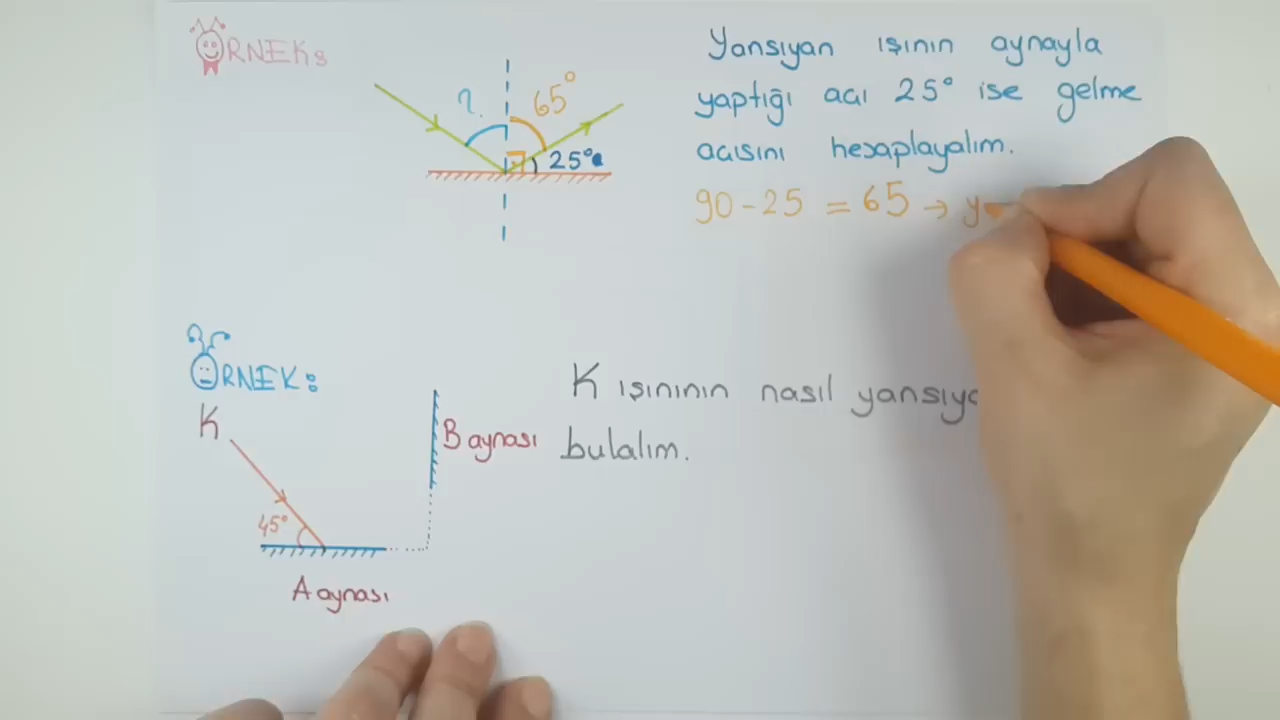 ÖRNEK:
? 65°
25°
Yansıyan ışının aynayla
yaptığı açı 25° ise gelme
açısını hesaplayalım.
90 - 25 = 65 →
ÖRNEK:
K ışınının nasıl
bulalım.
K
45°
B aynası
A aynası